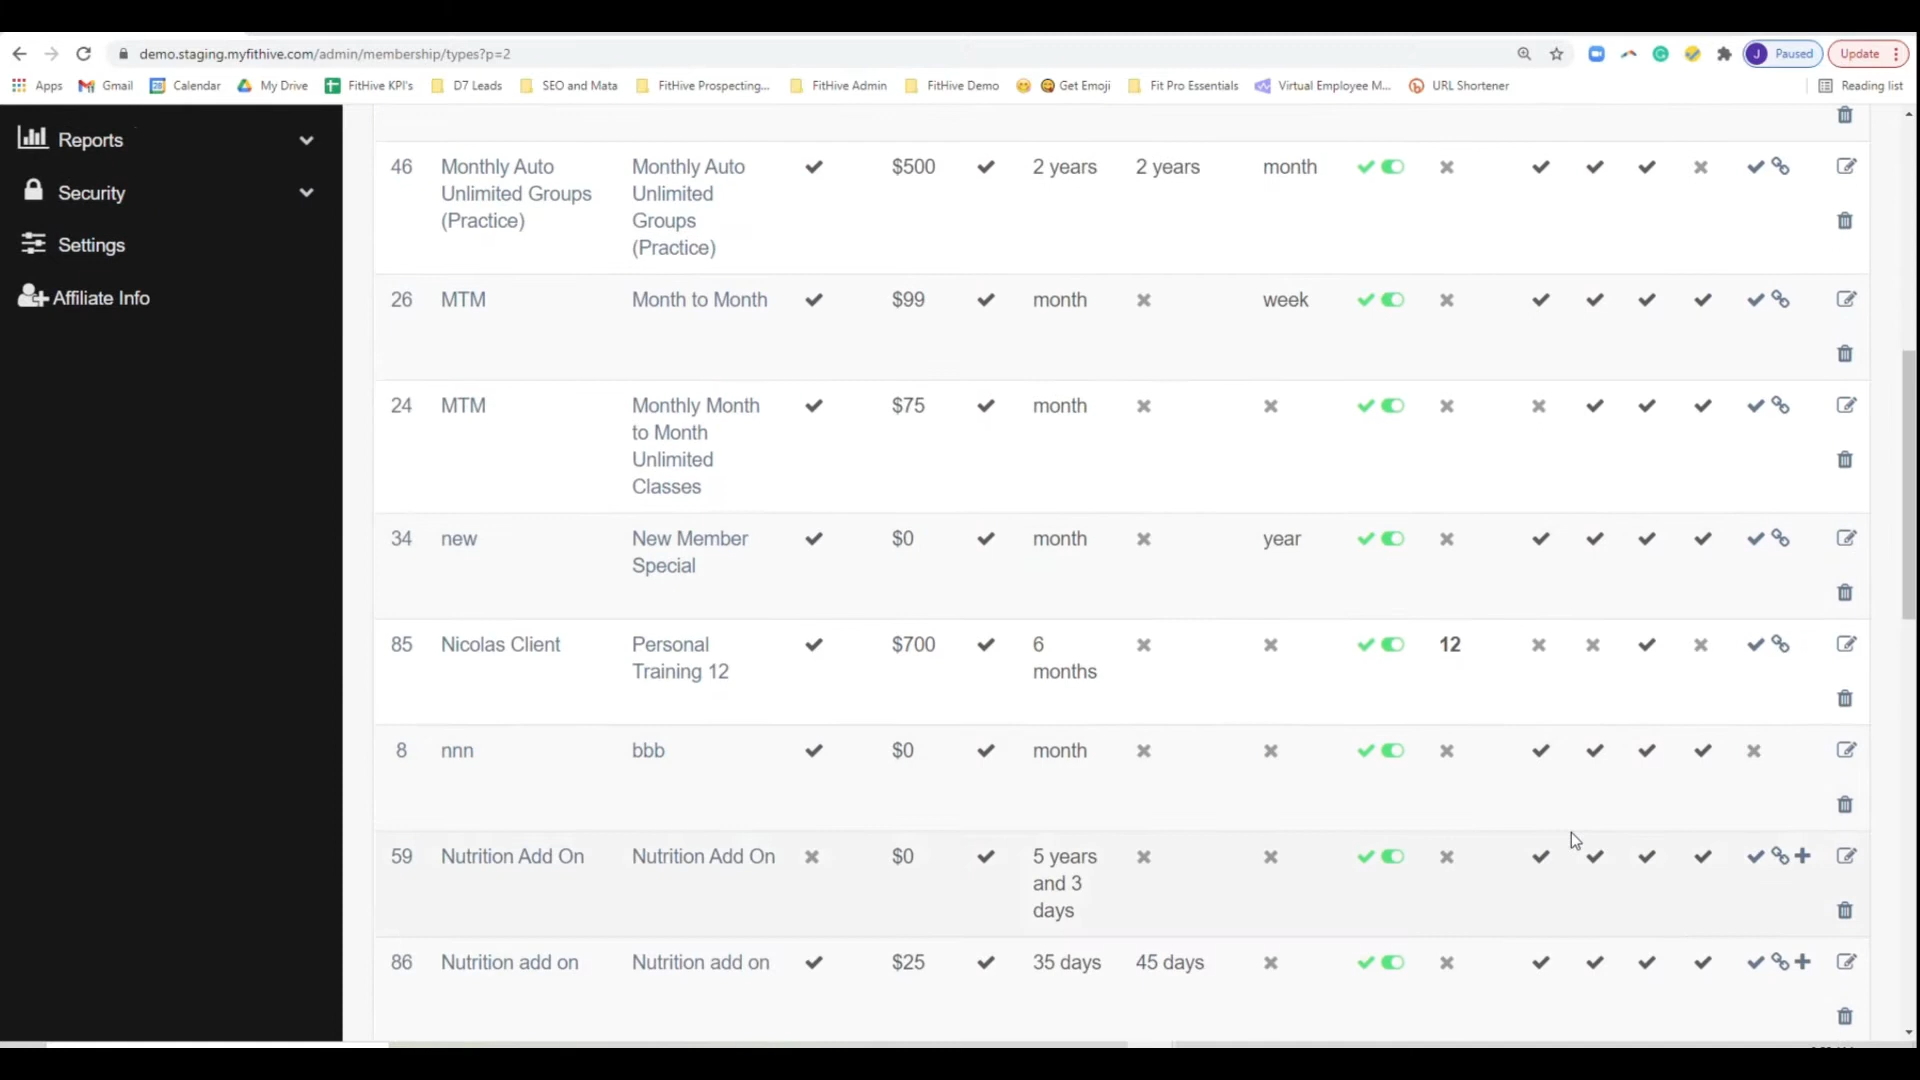 demo.staging.myfithive.com/admin/membership/types?p=2
J Paused
Update
Apps
Gmail
Calendar
My Drive
FitHive KPI's
D7 Leads
SEO and Mata
FitHive Prospecting...
FitHive Admin
FitHive Demo
Get Emoji
Fit Pro Essentials
Virtual Employee M...
URL Shortener
Reading list
Reports
Security
Settings
Affiliate Info
46 Monthly Auto Monthly Auto $500 2 years 2 years month
Unlimited Groups Unlimited
(Practice) Groups
(Practice)
26 MTM Month to Month $99 month week
24 MTM Monthly Month $75 month
to Month
Unlimited
Classes
34 new New Member $0 month year
Special
85 Nicolas Client Personal $700 6 12
Training 12 months
8 nnn bbb $0 month
59 Nutrition Add On Nutrition Add On $0 5 years
and 3
days
86 Nutrition add on Nutrition add on $25 35 days 45 days